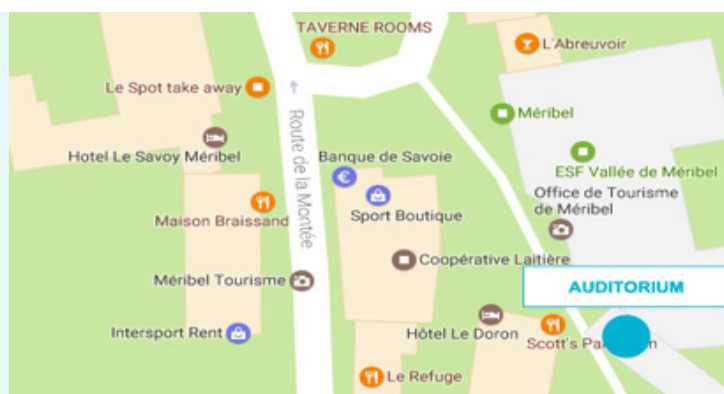 TAVERNE ROOMS
L'Abreuvoir
Le Spot take away
Méribel
Route de la Montée
Hotel Le Savoy Méribel
Banque de Savoie
ESF Vallée de Méribel
Sport Boutique
Office de Tourisme
de Méribel
Maison Braissand
Coopérative Laitière
Méribel Tourisme
AUDITORIUM
Intersport Rent
Hôtel Le Doron
Scott's
Le Refuge